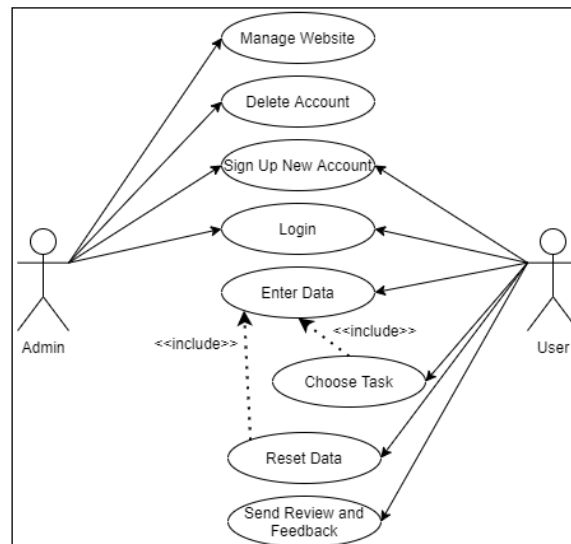 Manage Website
Delete Account
Sign Up New Account
Login
Enter Data
<<include>>
<<include>>
Admin
User
Choose Task
Reset Data
Send Review and
Feedback